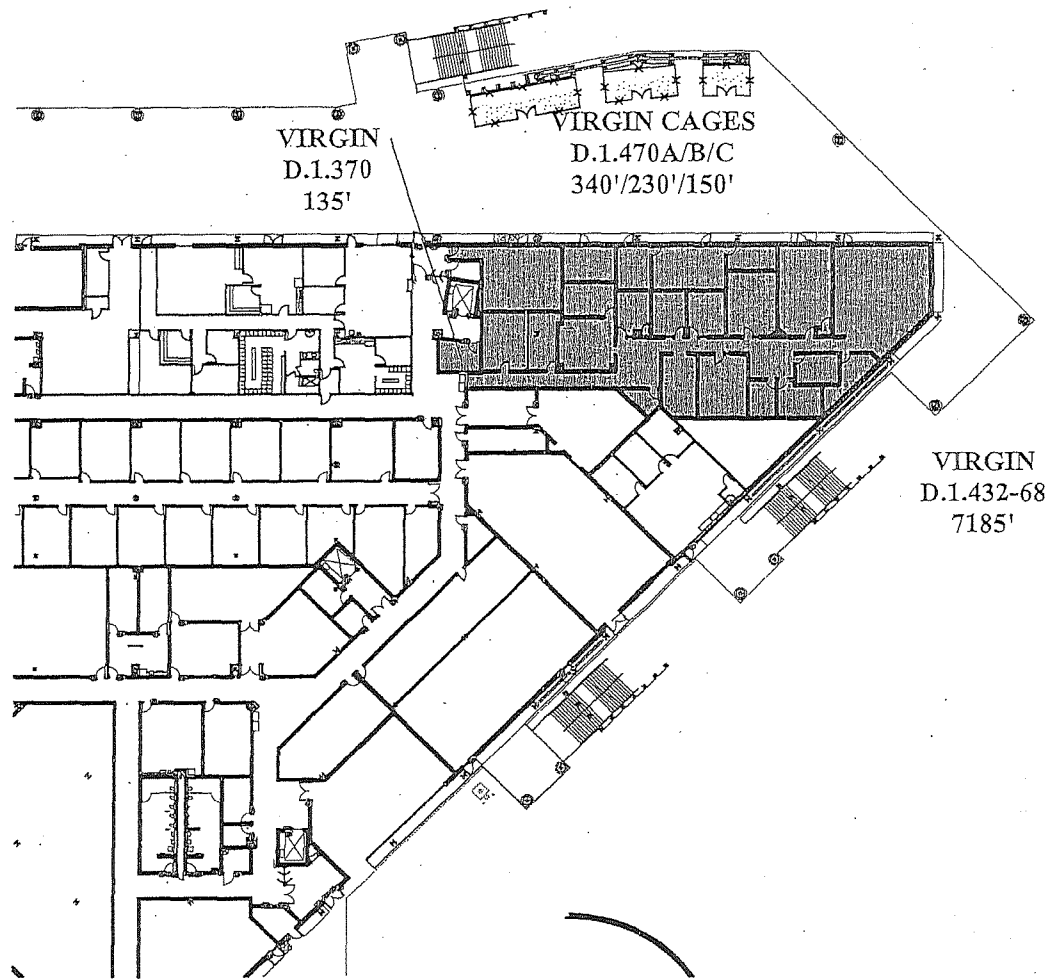 VIRGIN
D.1.370
135'
VIRGIN CAGES
D.1.470A/B/C
340'/230'/150'
VIRGIN
D.1.432-68
7185'